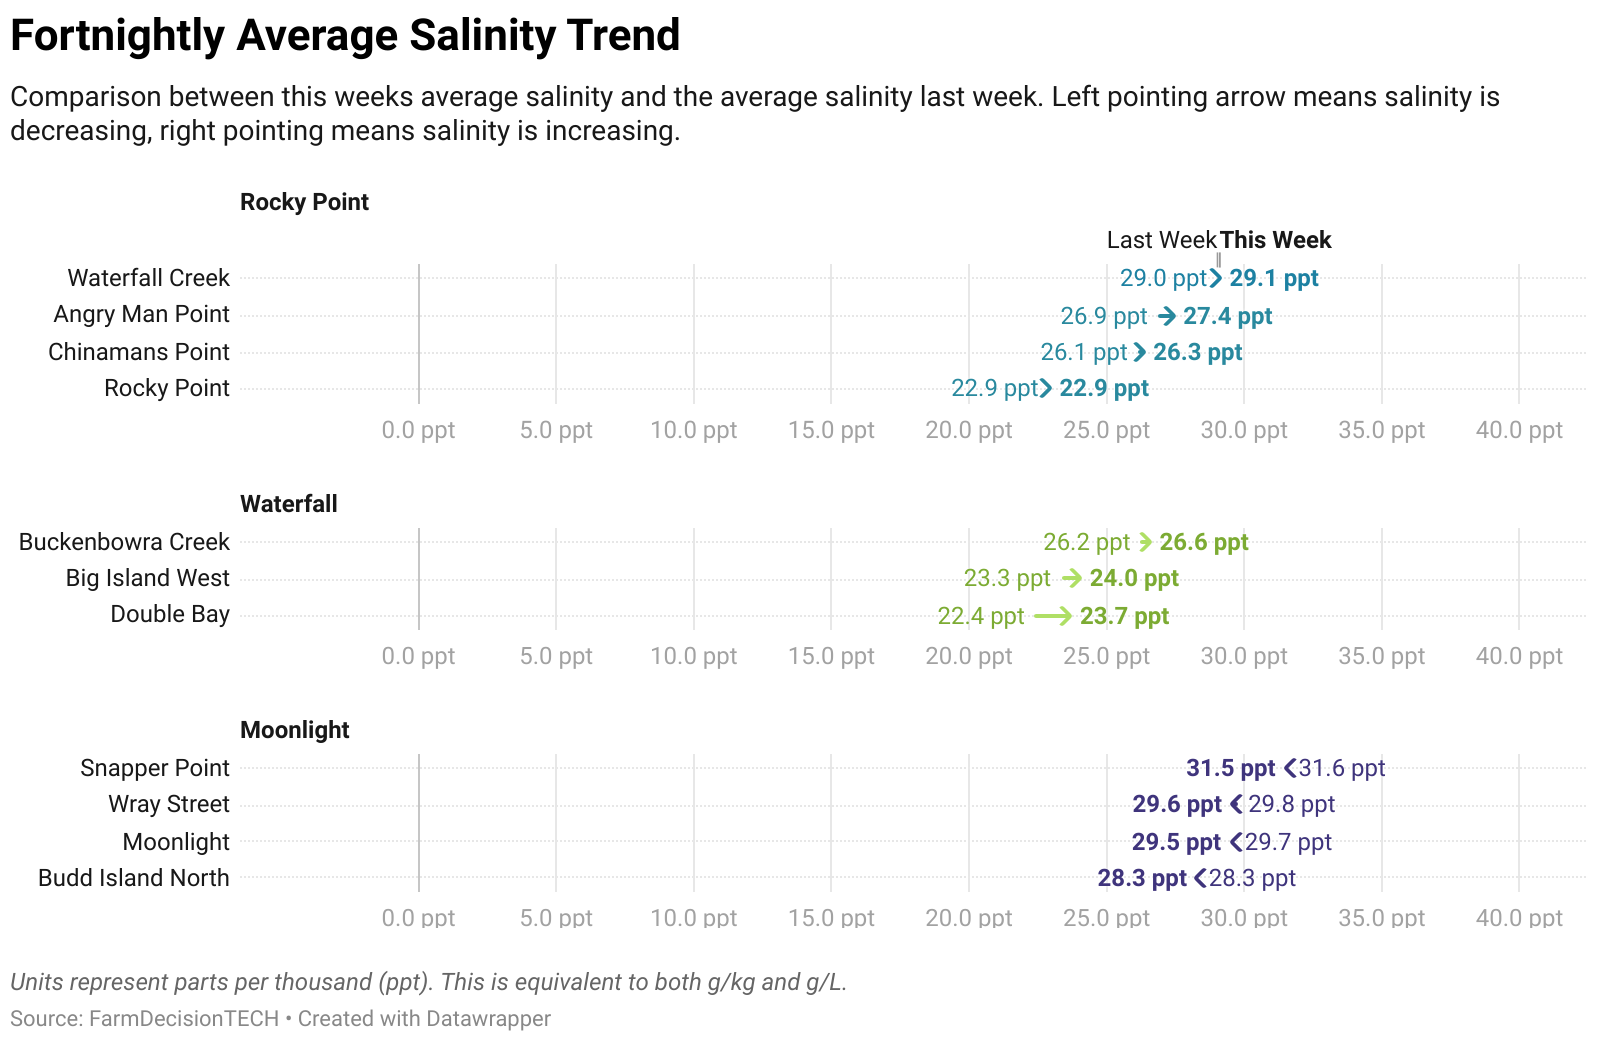 Fortnightly Average Salinity Trend
Comparison between this weeks average salinity and the average salinity last week. Left pointing arrow means salinity is
decreasing, right pointing means salinity is increasing.
Rocky Point
Last Week This Week
Waterfall Creek 29.0 ppt 29.1 ppt
Angry Man Point 26.9 ppt 27.4 ppt
Chinamans Point 26.1 ppt 26.3 ppt
Rocky Point 22.9 ppt 22.9 ppt
0.0 ppt 5.0 ppt 10.0 ppt 15.0 ppt 20.0 ppt 25.0 ppt 30.0 ppt 35.0 ppt 40.0 ppt
Waterfall
Buckenbowra Creek 26.2 ppt 26.6 ppt
Big Island West 23.3 ppt 24.0 ppt
Double Bay 22.4 ppt 23.7 ppt
0.0 ppt 5.0 ppt 10.0 ppt 15.0 ppt 20.0 ppt 25.0 ppt 30.0 ppt 35.0 ppt 40.0 ppt
Moonlight
Snapper Point 31.5 ppt 31.6 ppt
Wray Street 29.6 ppt 29.8 ppt
Moonlight 29.5 ppt 29.7 ppt
Budd Island North 28.3 ppt 28.3 ppt
0.0 ppt 5.0 ppt 10.0 ppt 15.0 ppt 20.0 ppt 25.0 ppt 30.0 ppt 35.0 ppt 40.0 ppt
Units represent parts per thousand (ppt). This is equivalent to both g/kg and g/L.
Source: FarmDecisionTECH • Created with Datawrapper